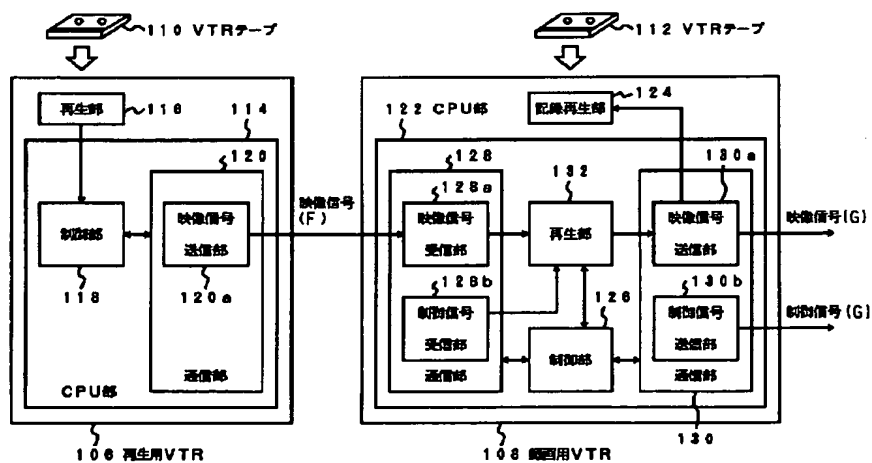 110 VTRテープ
112 VTRテープ
再生部
116
114
120
映像信号
送信部
120a
制御部
118
通信部
CPU部
106 再生用VTR
映像信号
(F)
122 CPU部
記録再生部
124
128
128a
映像信号
受信部
128b
制御信号
受信部
通信部
132
再生部
126
制御部
130a
映像信号
送信部
130b
制御信号
送信部
通信部
130
108 録画用VTR
映像信号(G)
制御信号(G)